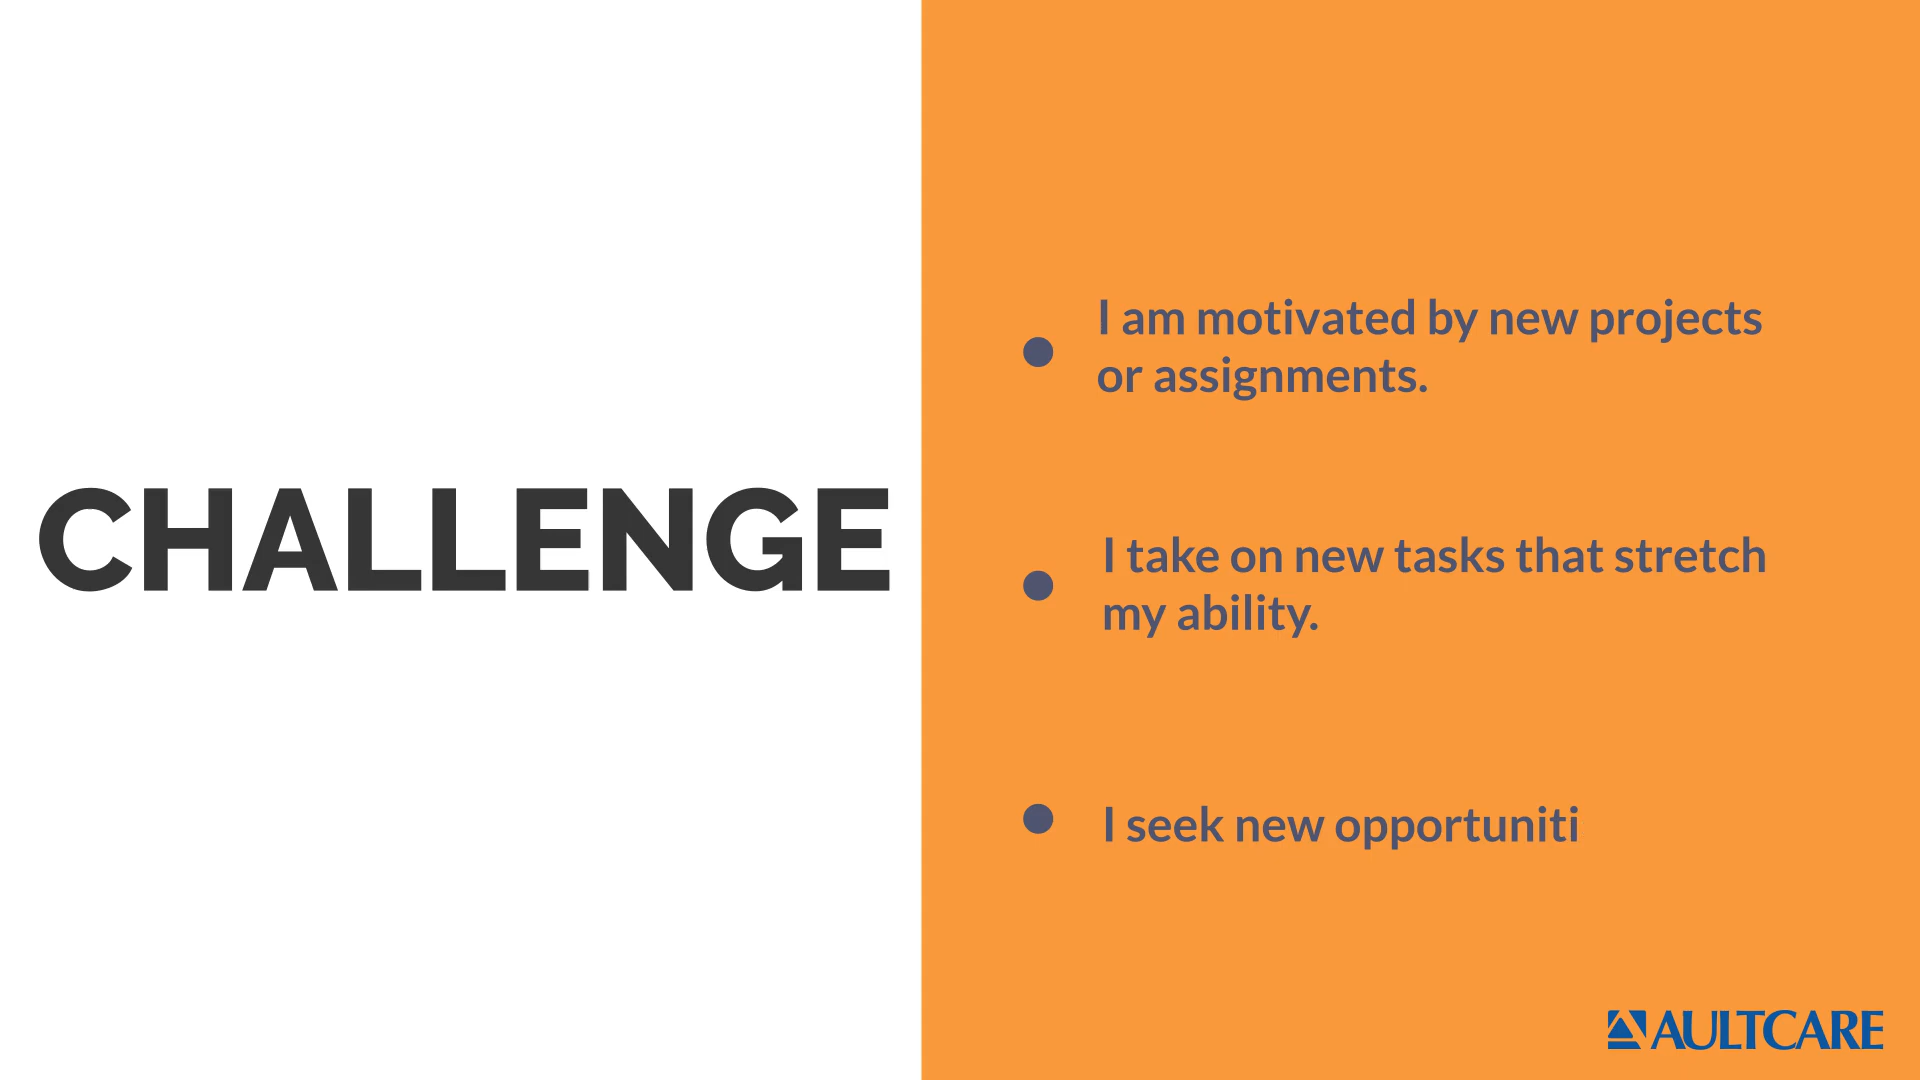 CHALLENGE
I am motivated by new projects
or assignments.
I take on new tasks that stretch
my ability.
I seek new opportuniti
AULTCARE